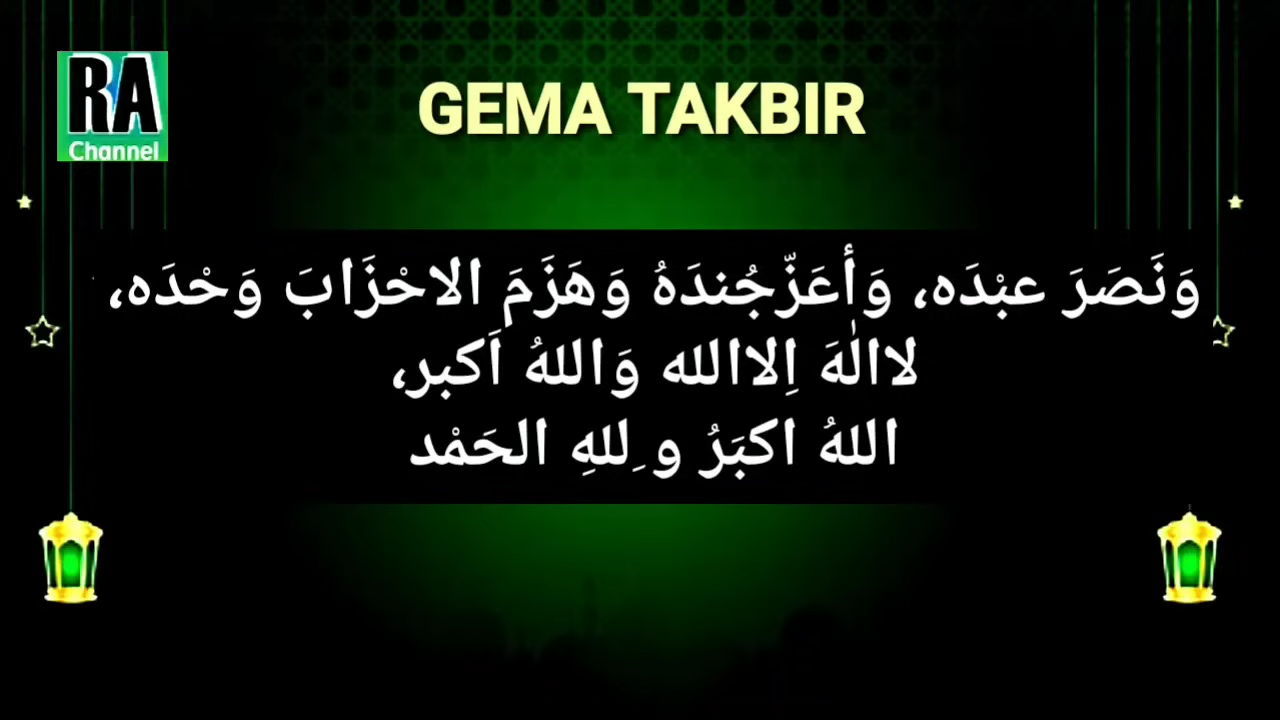 RA
Channel
GEMA TAKBIR
وَنَصَرَ عبْدَه، وَأعَزّجُندَهُ وَهَزَمَ الاحْزَابَ وَحْدَه،
لاالٰهَ اِلاالله وَاللهُ اَكبر،
اللهُ اكبَرُ و ِللهِ الحَمْد